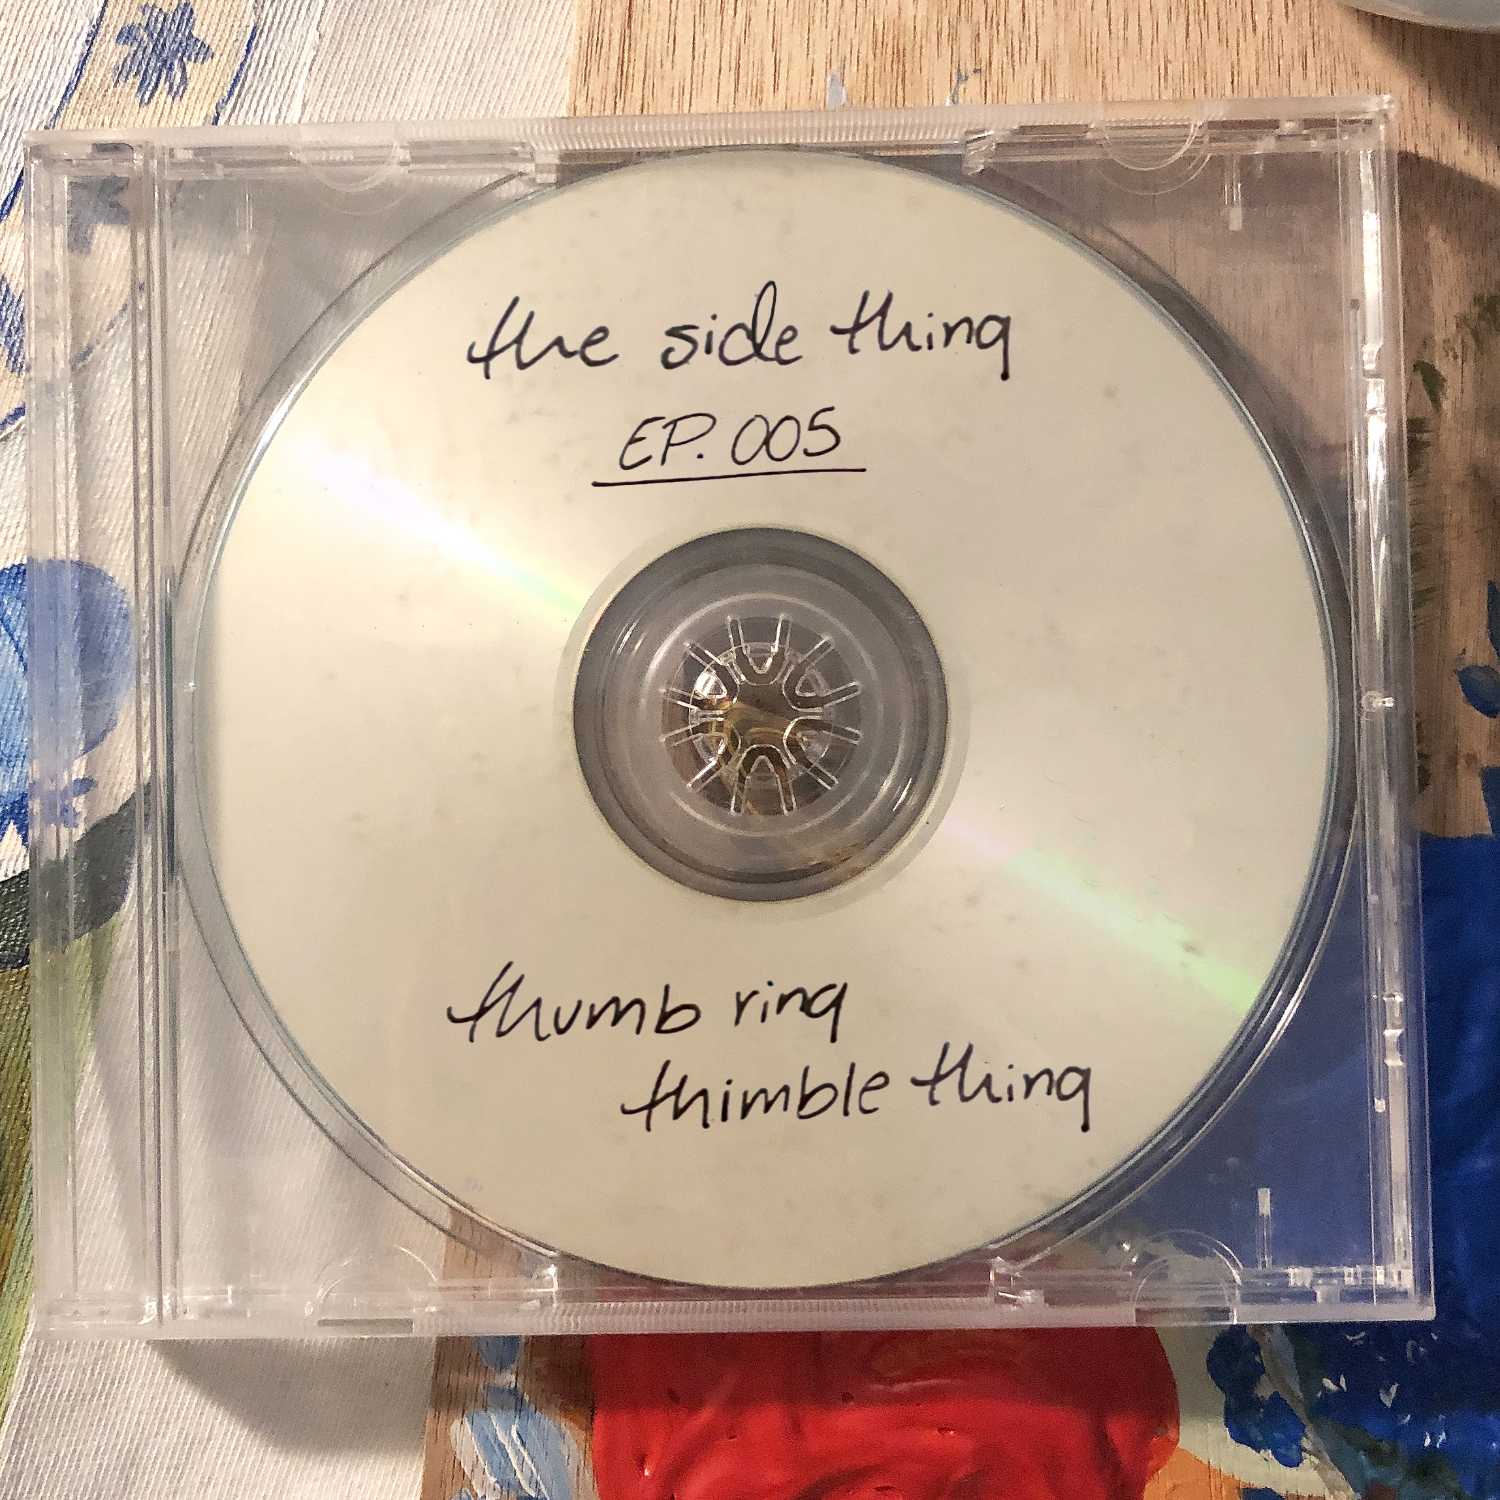 the side thing
EP. 005
thumb ring
thimble thing